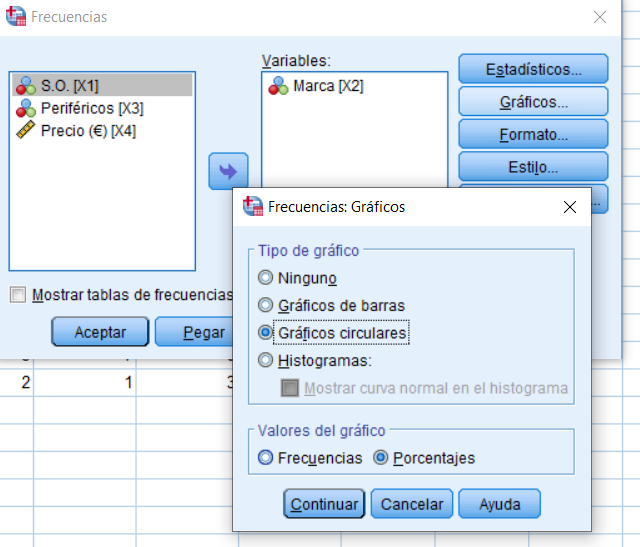 Frecuencias
S.O. [X1]
Periféricos [X3]
Precio (€) [X4]
Variables:
Marca [X2]
Estadísticos...
Gráficos...
Formato...
Estilo...
...
Mostrar tablas de frecuencias
Aceptar
Pegar
Frecuencias: Gráficos
Tipo de gráfico
Ninguno
Gráficos de barras
Gráficos circulares
Histogramas:
Mostrar curva normal en el histograma
Valores del gráfico
Frecuencias Porcentajes
Continuar Cancelar Ayuda
2 1 3